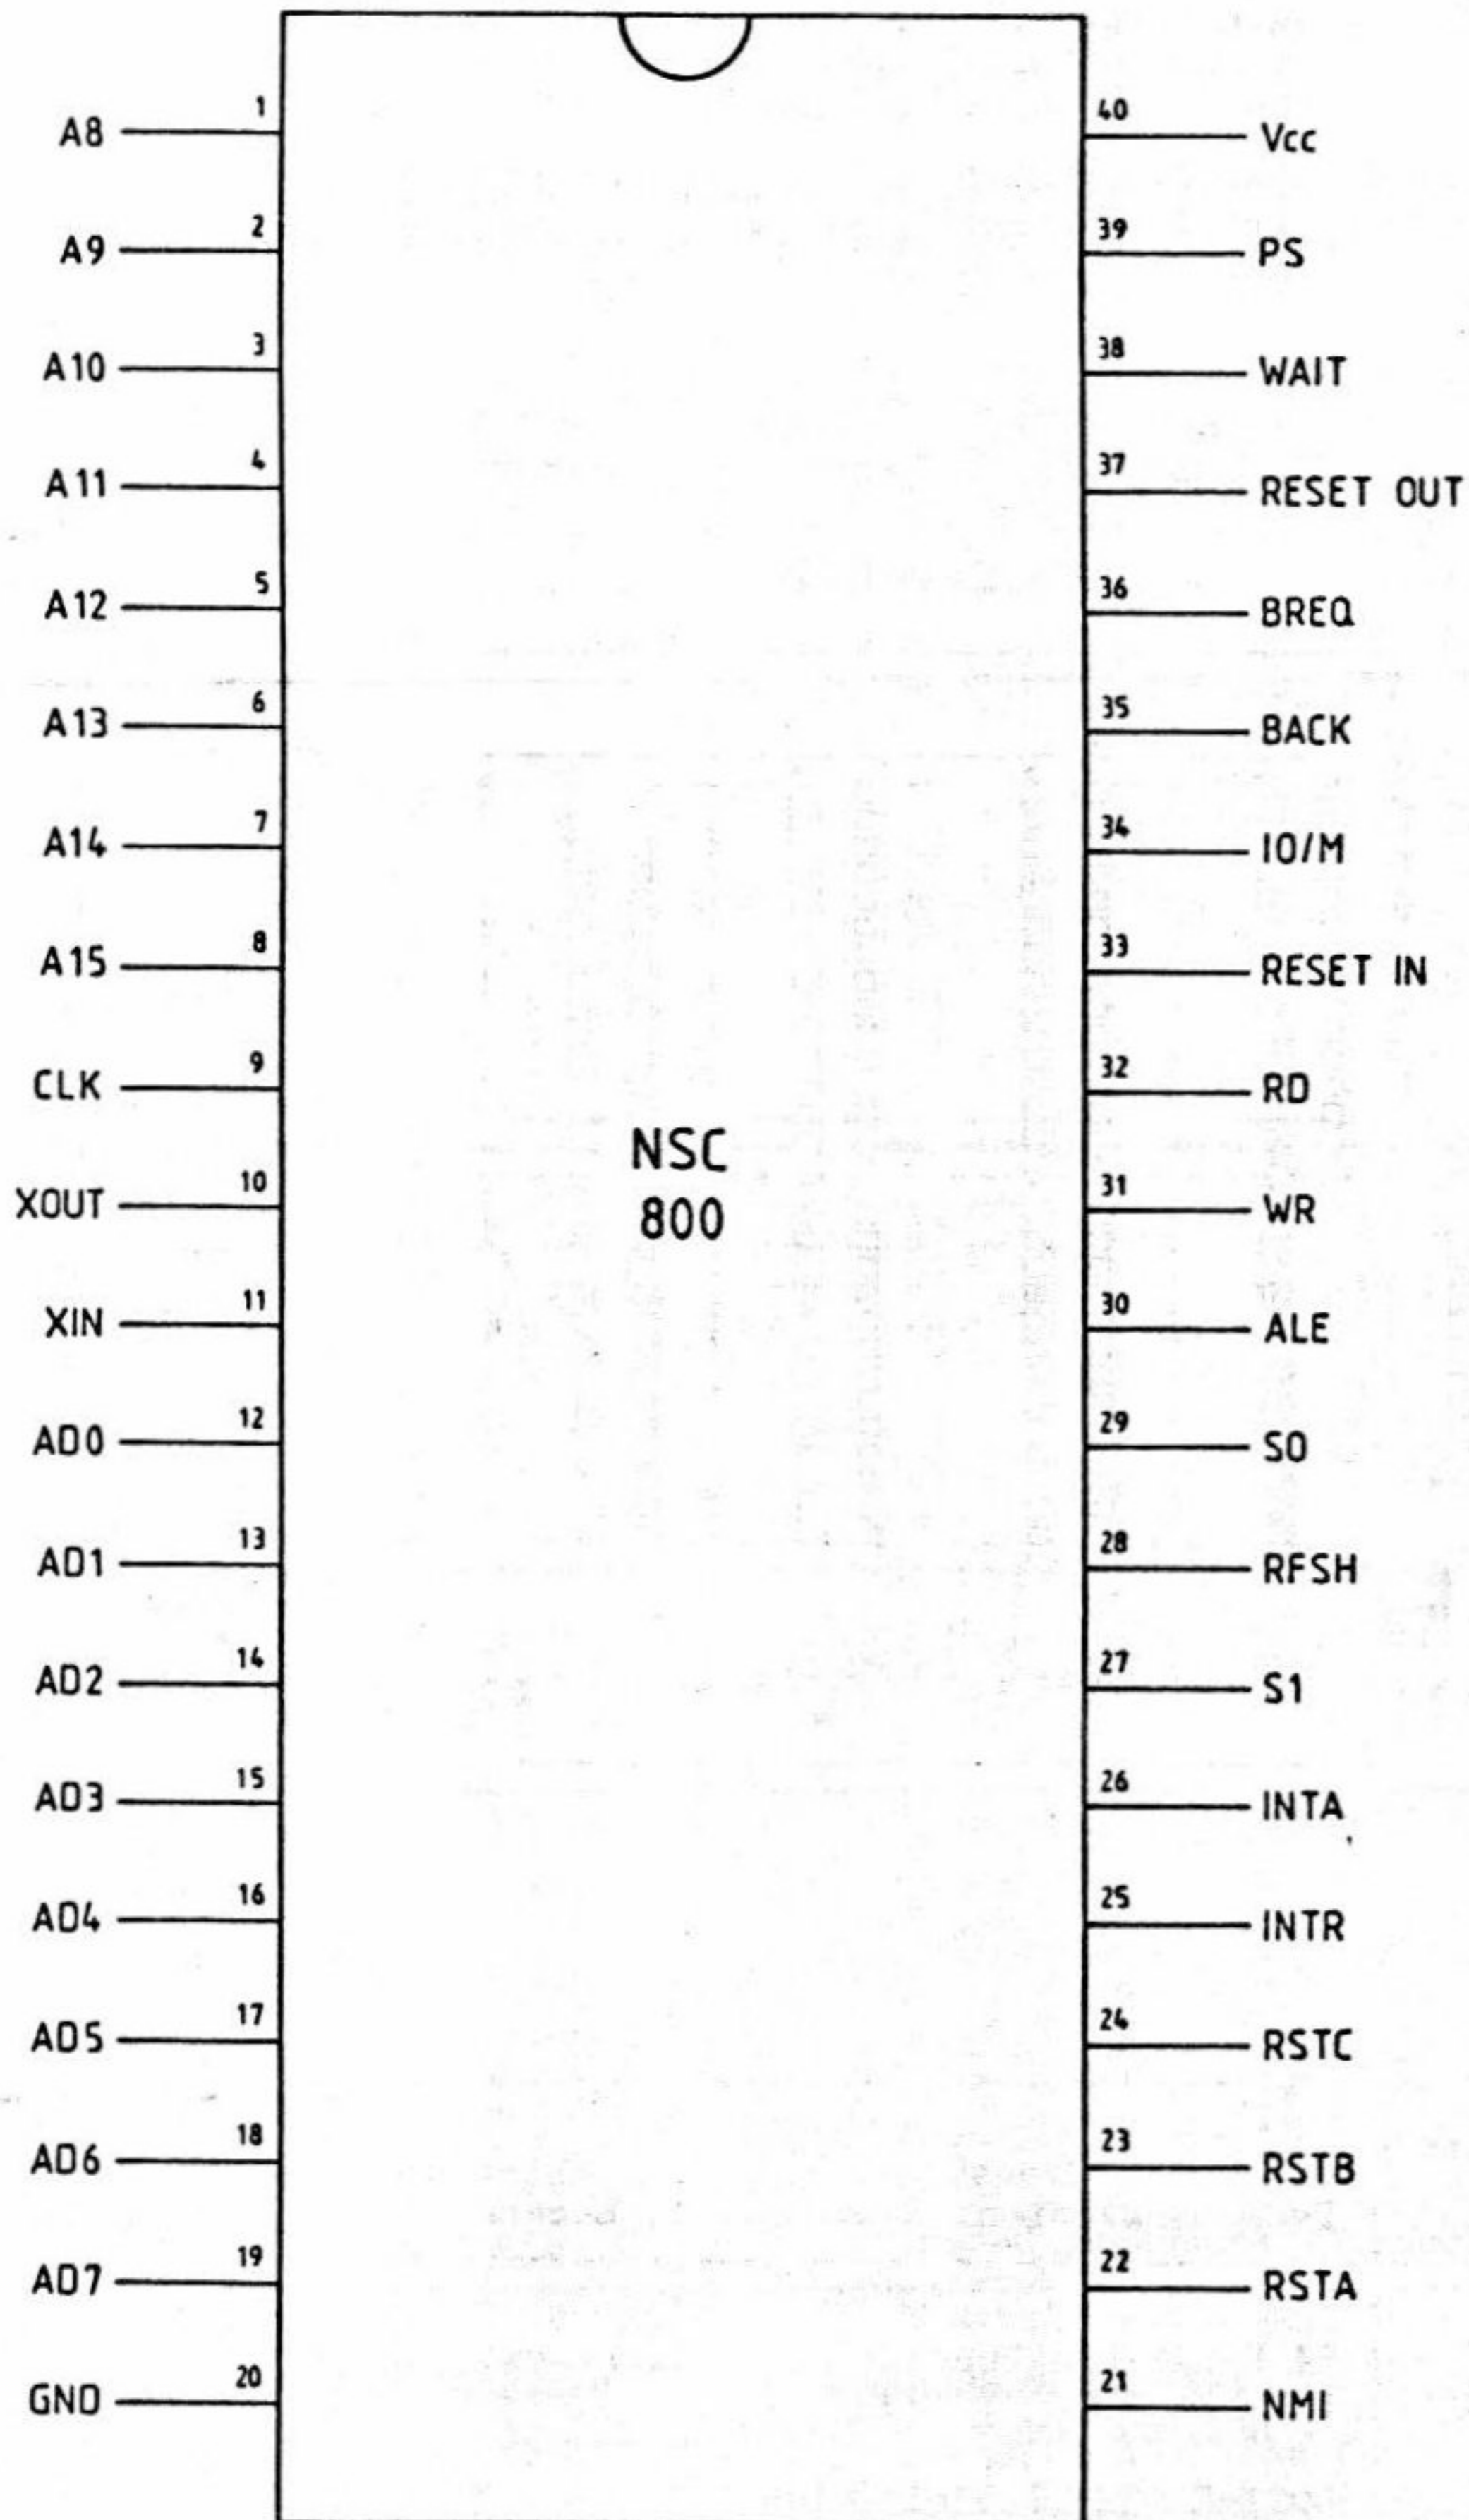 A8 1 40 Vcc
A9 2 39 PS
A10 3 38 WAIT
A11 4 37 RESET OUT
A12 5 36 BREQ
A13 6 35 BACK
A14 7 34 IO/M
A15 8 33 RESET IN
CLK 9 32 RD
NSC
XOUT 10 31 WR
800
XIN 11 30 ALE
AD0 12 29 S0
AD1 13 28 RFSH
AD2 14 27 S1
AD3 15 26 INTA
AD4 16 25 INTR
AD5 17 24 RSTC
AD6 18 23 RSTB
AD7 19 22 RSTA
GND 20 21 NMI